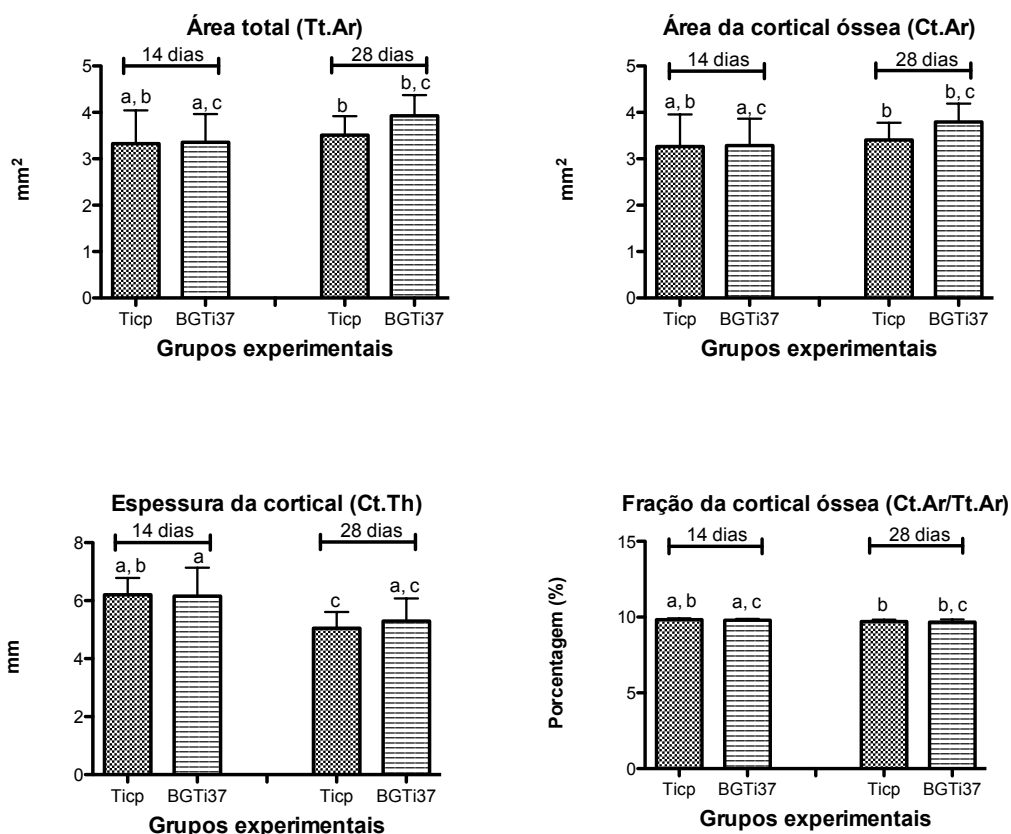 Área total (Tt.Ar)
14 dias
28 dias
5
4
3
2
1
0
mm²
a, b
a, c
b
b, c
Ticp
BGTi37
Ticp
BGTi37
Grupos experimentais
Área da cortical óssea (Ct.Ar)
14 dias
28 dias
5
4
3
2
1
0
mm²
a, b
a, c
b
b, c
Ticp
BGTi37
Ticp
BGTi37
Grupos experimentais
Espessura da cortical (Ct.Th)
14 dias
28 dias
8
6
4
2
0
mm
a, b
a
c
a, c
Ticp
BGTi37
Ticp
BGTi37
Grupos experimentais
Fração da cortical óssea (Ct.Ar/Tt.Ar)
14 dias
28 dias
15
10
5
0
Porcentagem (%)
a, b
a, c
b
b, c
Ticp
BGTi37
Ticp
BGTi37
Grupos experimentais